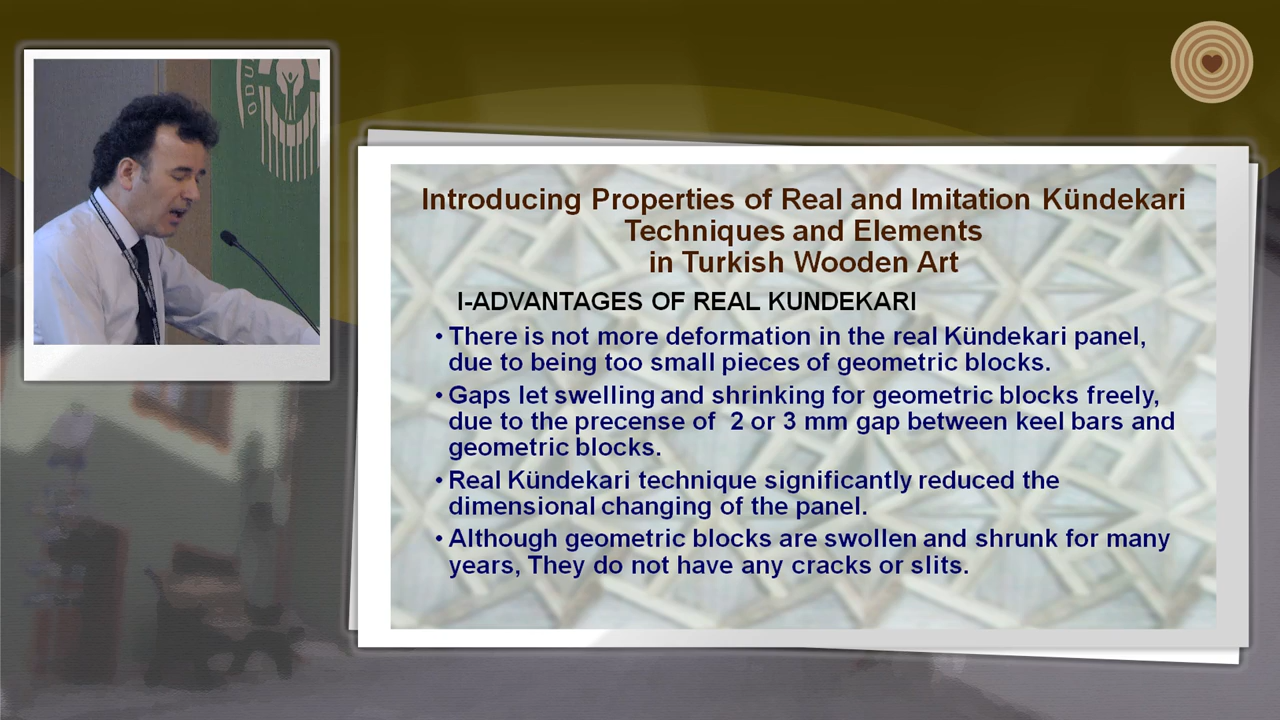 ODU
Introducing Properties of Real and Imitation Kündekari
Techniques and Elements
in Turkish Wooden Art
I-ADVANTAGES OF REAL KUNDEKARI
• There is not more deformation in the real Kündekari panel,
due to being too small pieces of geometric blocks.
• Gaps let swelling and shrinking for geometric blocks freely,
due to the precense of 2 or 3 mm gap between keel bars and
geometric blocks.
• Real Kündekari technique significantly reduced the
dimensional changing of the panel.
• Although geometric blocks are swollen and shrunk for many
years, They do not have any cracks or slits.